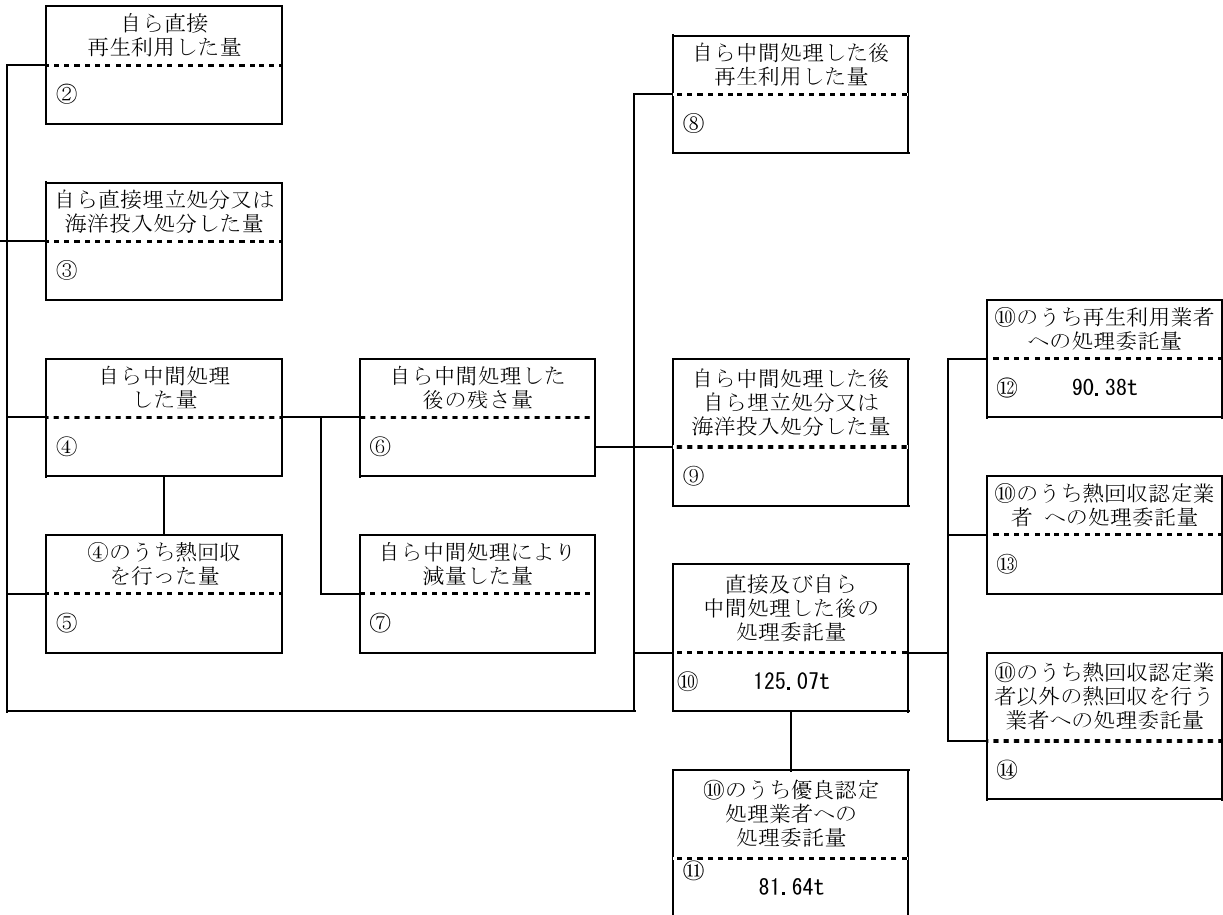 自ら直接
再生利用した量
②
自ら直接埋立処分又は
海洋投入処分した量
③
自ら中間処理
した量
④
④のうち熱回収
を行った量
⑤
自ら中間処理した
後の残さ量
⑥
自ら中間処理により
減量した量
⑦
自ら中間処理した後
再生利用した量
⑧
自ら中間処理した後
自ら埋立処分又は
海洋投入処分した量
⑨
直接及び自ら
中間処理した後の
処理委託量
⑩ 125.07t
⑩のうち優良認定
処理業者への
処理委託量
⑪ 81.64t
⑩のうち再生利用業者
への処理委託量
⑫ 90.38t
⑩のうち熱回収認定業
者 への処理委託量
⑬
⑩のうち熱回収認定業
者以外の熱回収を行う
業者への処理委託量
⑭